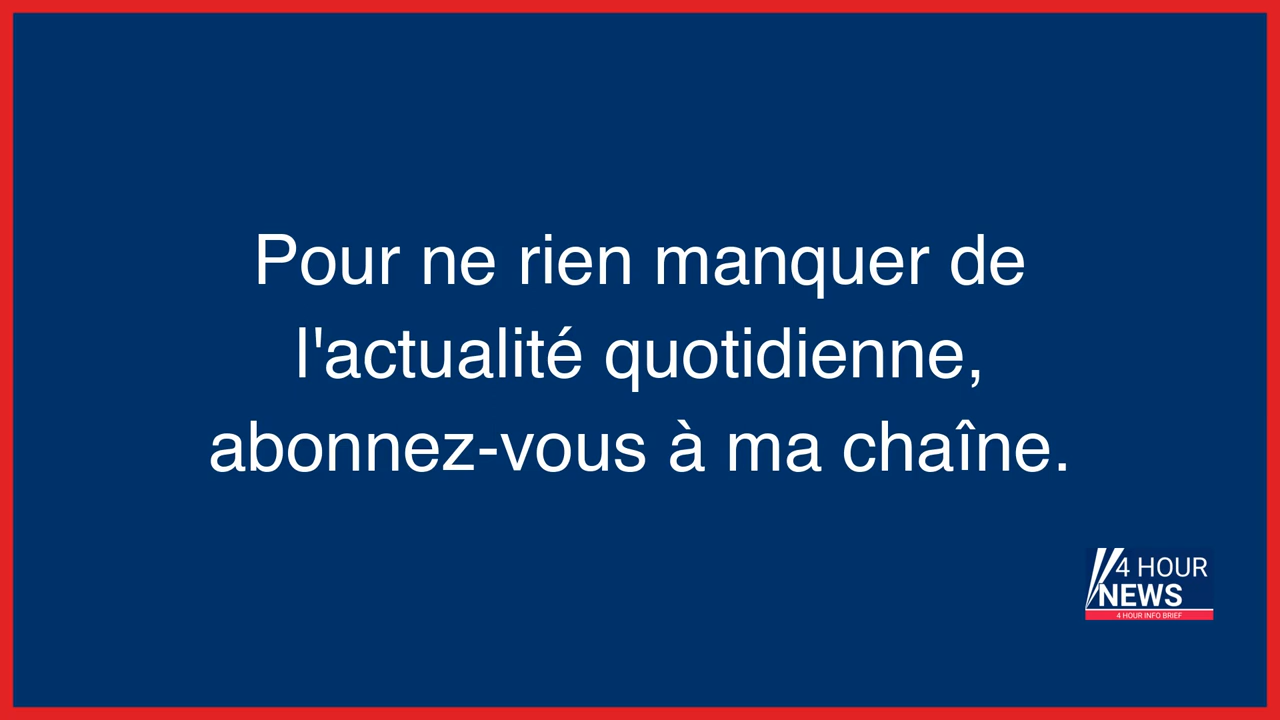 Pour ne rien manquer de
l'actualité quotidienne,
abonnez-vous à ma chaîne.
4 HOUR
NEWS
4 HOUR INFO BRIEF